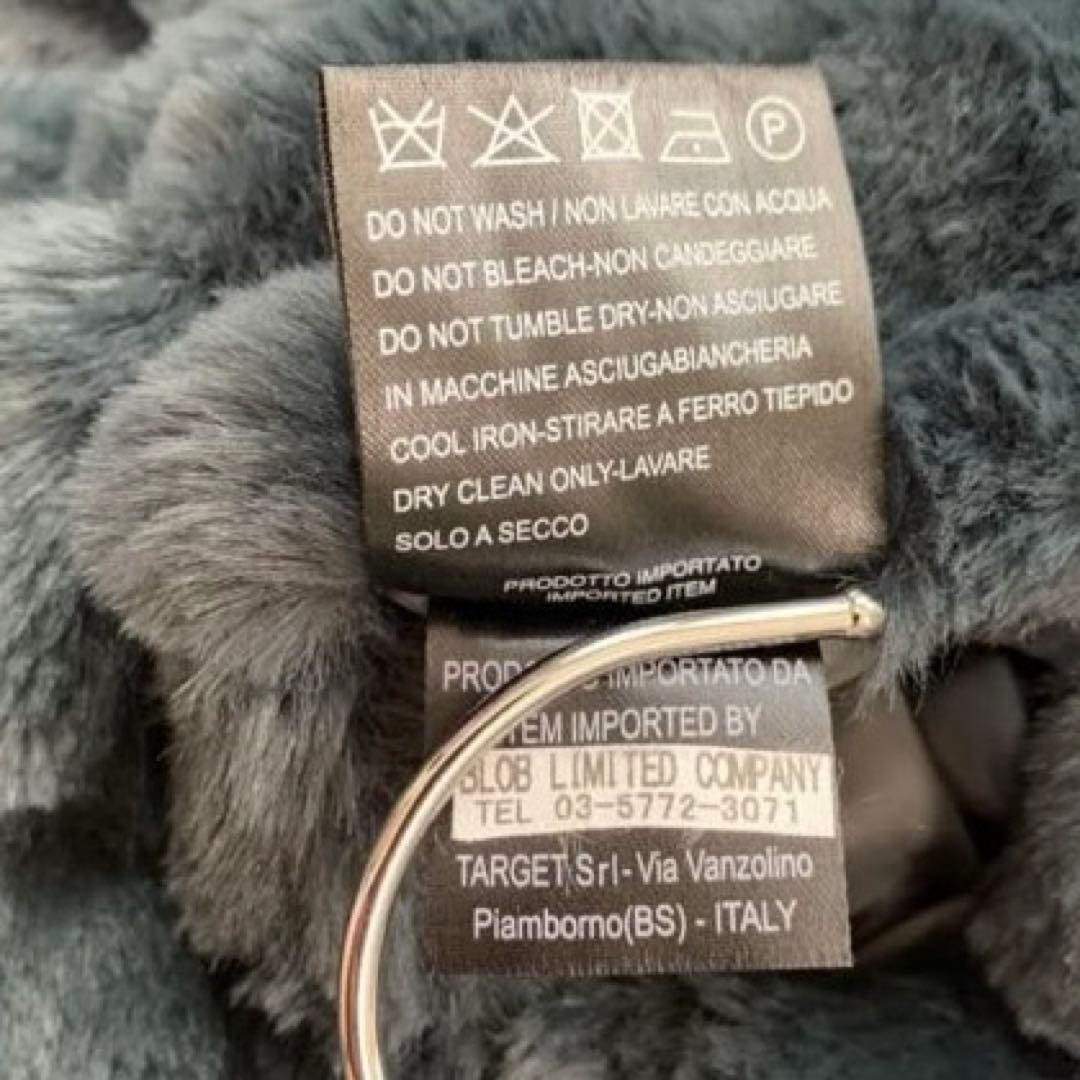 P
DO NOT WASH / NON LAVARE CON ACQUA
DO NOT BLEACH-NON CANDEGGIARE
DO NOT TUMBLE DRY-NON ASCIUGARE
IN MACCHINE ASCIUGABIANCHERIA
COOL IRON-STIRARE A FERRO TIEPIDO
DRY CLEAN ONLY-LAVARE
SOLO A SECCO
PRODOTTO IMPORTATO
IMPORTED ITEM
IMPORTATO DA
IMPORTED BY
BLOB LIMITED COMPANY
TEL 03-5772-3071
TARGET Srl-Via Vanzolino
Piamborno(BS) - ITALY